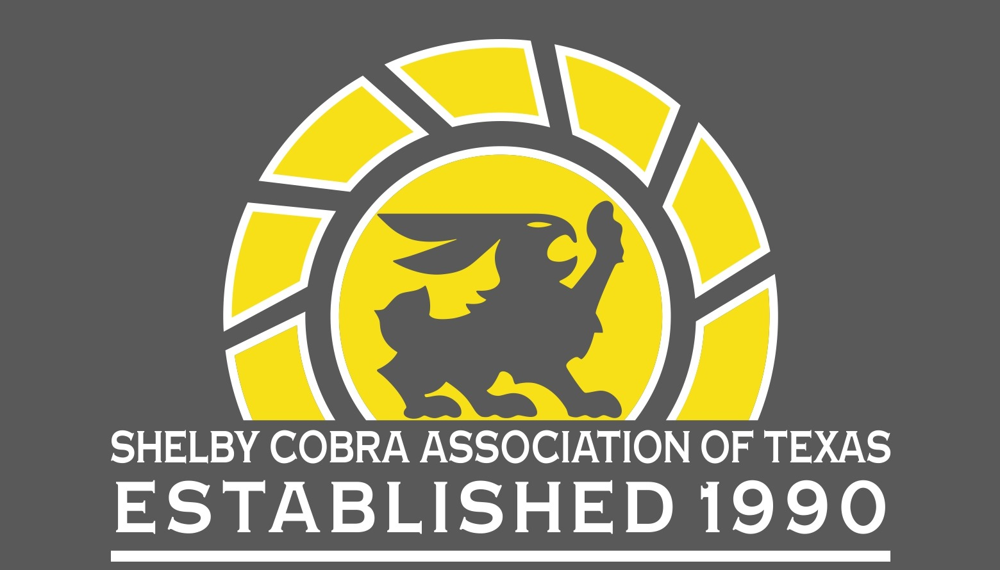 SHELBY COBRA ASSOCIATION OF TEXAS
ESTABLISHED 1990